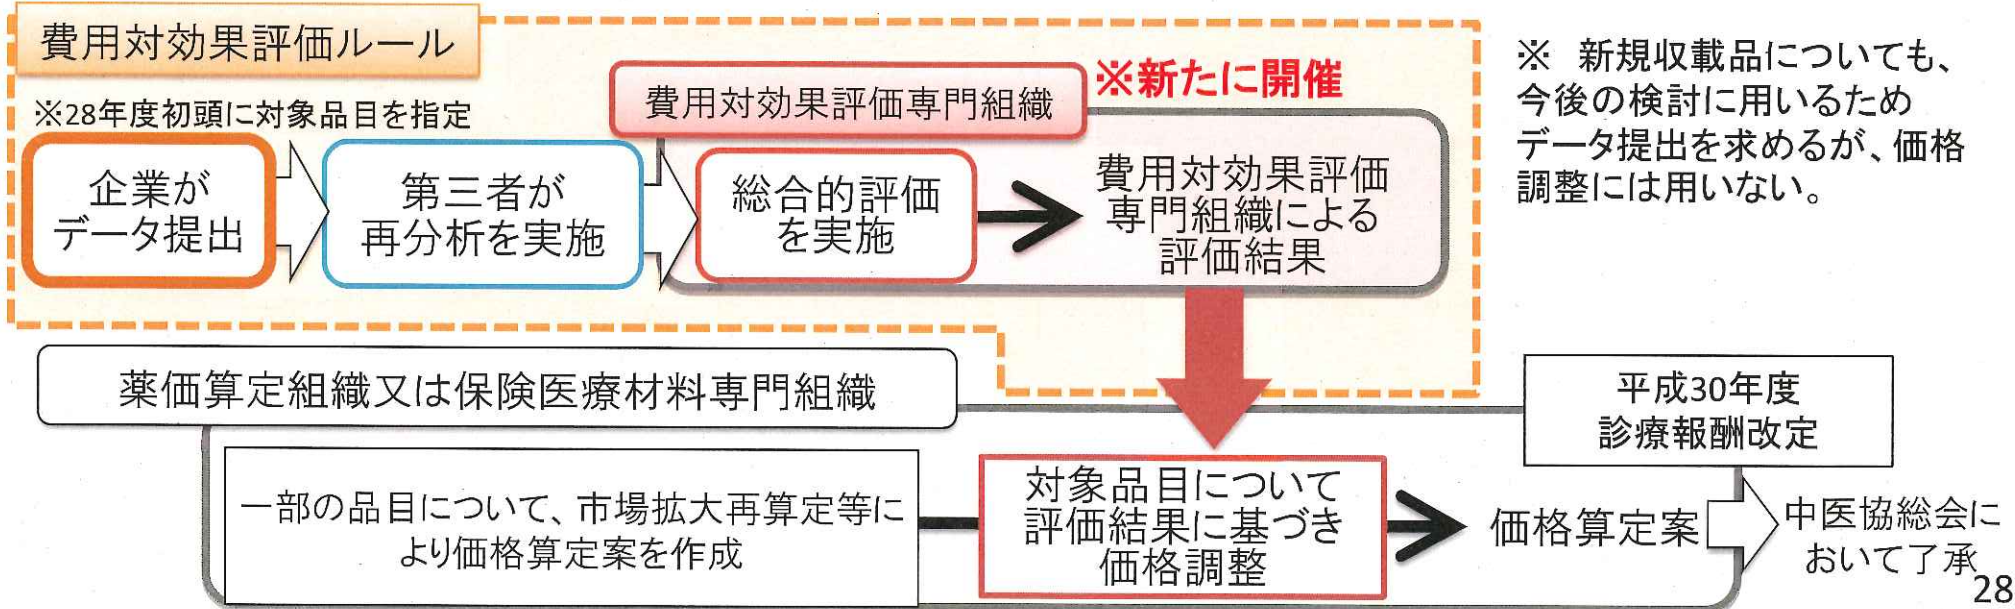 費用対効果評価ルール
※28年度初頭に対象品目を指定
企業が
データ提出
第三者が
再分析を実施
費用対効果評価専門組織
※新たに開催
総合的評価
を実施
費用対効果評価
専門組織による
評価結果
※　新規収載品についても、
今後の検討に用いるため
データ提出を求めるが、価格
調整には用いない。
薬価算定組織又は保険医療材料専門組織
一部の品目について、市場拡大再算定等に
より価格算定案を作成
対象品目について
評価結果に基づき
価格調整
価格算定案
平成30年度
診療報酬改定
中医協総会に
おいて了承
28